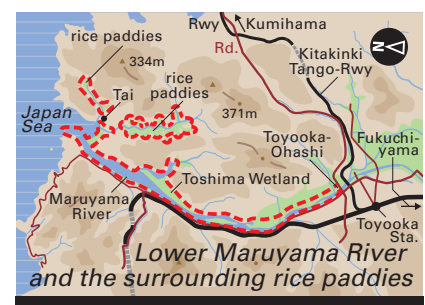 Rwy
Kumihama
rice paddies
Rd.
334m
Kitakinki
Tango-Rwy
Tai
rice
paddies
371m
Japan
Sea
Toyooka-
Ohashi
Fukuchi-
yama
Toshima Wetland
Maruyama
River
Toyooka
Sta.
Lower Maruyama River
and the surrounding rice paddies
N